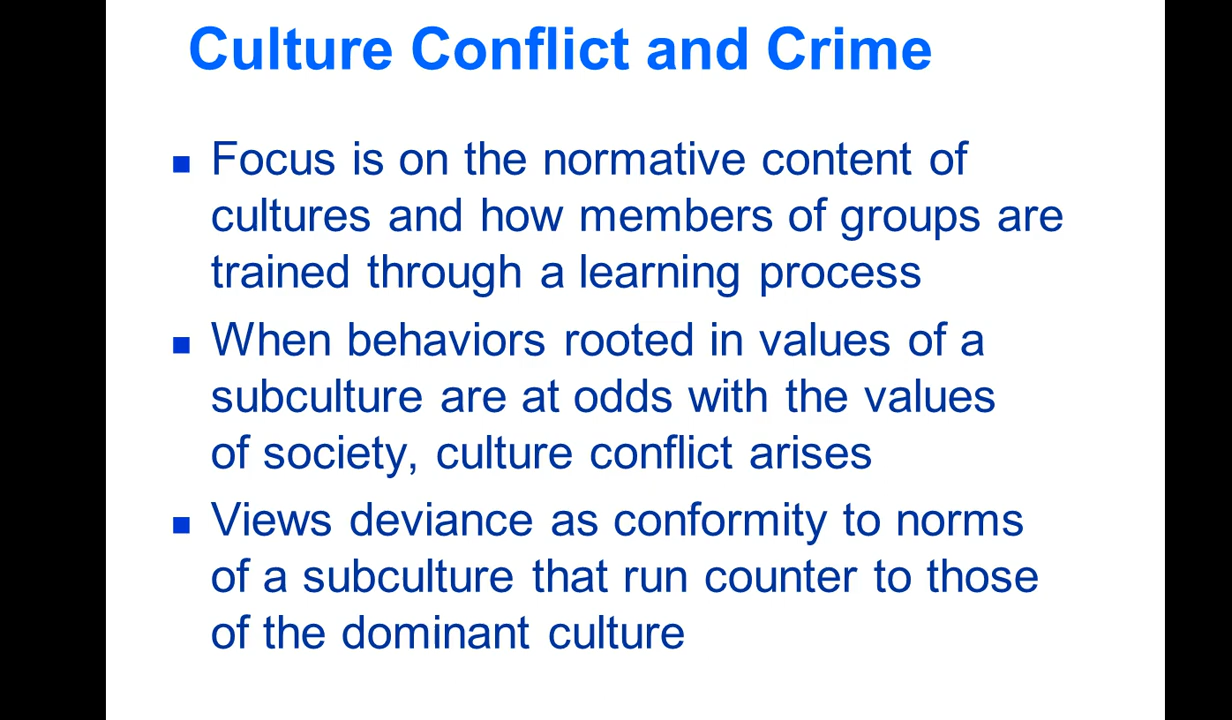 Culture Conflict and Crime
■ Focus is on the normative content of
cultures and how members of groups are
trained through a learning process
■ When behaviors rooted in values of a
subculture are at odds with the values
of society, culture conflict arises
■ Views deviance as conformity to norms
of a subculture that run counter to those
of the dominant culture